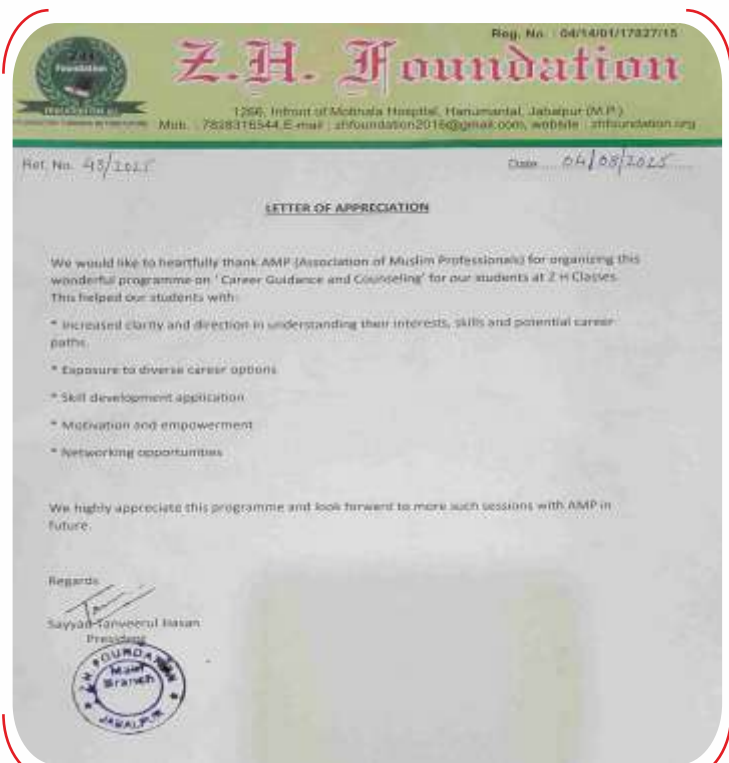 Reg. No. : 04/14/01/17827/15
Z.H. Foundation
Z.H.
Foundation
1296, Infront of Motinala Hospital, Hanumantal, Jabalpur (M.P.)
Mob. : 7828316544, E-mail : zhfoundation2016@gmail.com, website : zhfoundation.org
Ref. No. 43/2025
Date 04/08/2025
LETTER OF APPRECIATION
We would like to heartfully thank AMP (Association of Muslim Professionals) for organizing this
wonderful programme on ' Career Guidance and Counseling' for our students at Z H Classes.
This helped our students with:
* Increased clarity and direction in understanding their interests, skills and potential career
paths.
* Exposure to diverse career options
* Skill development application
* Motivation and empowerment
* Networking opportunities
We highly appreciate this programme and look forward to more such sessions with AMP in
future.
Regards
Sayyad Tanveerul Hasan
President
Z.H. FOUNDATION
Main
Branch
JABALPUR